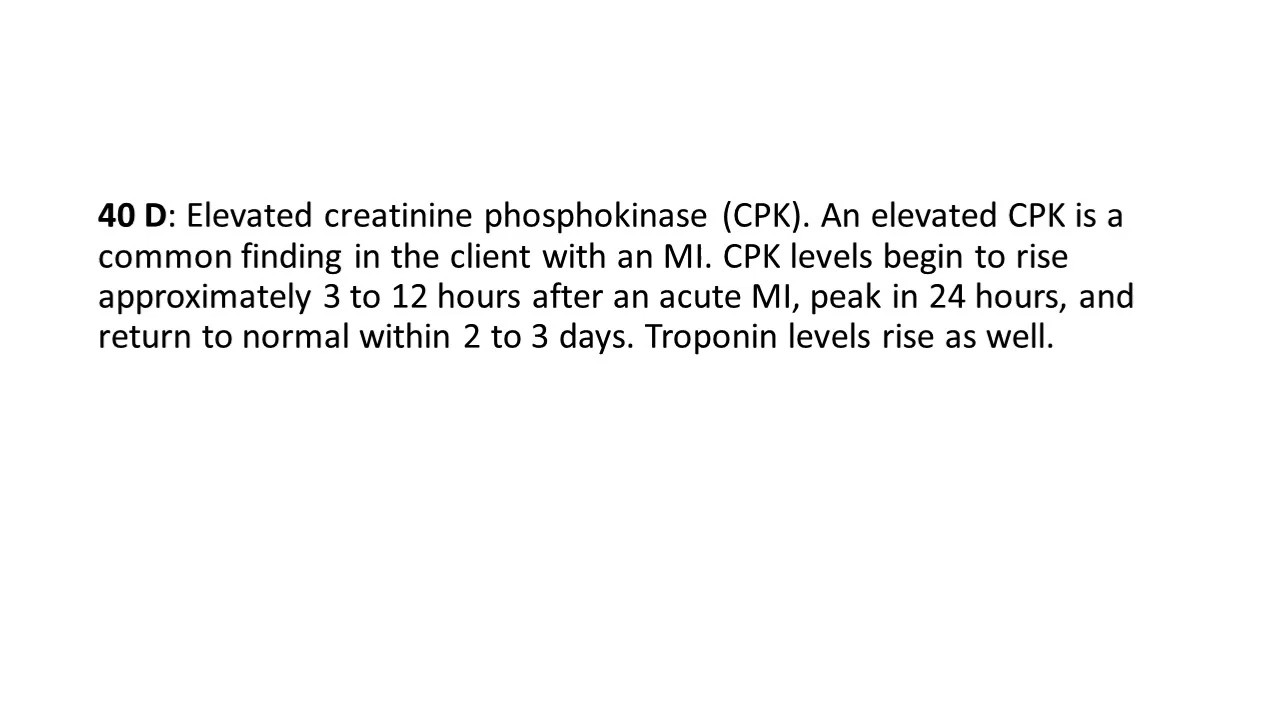 40 D: Elevated creatinine phosphokinase (CPK). An elevated CPK is a
common finding in the client with an MI. CPK levels begin to rise
approximately 3 to 12 hours after an acute MI, peak in 24 hours, and
return to normal within 2 to 3 days. Troponin levels rise as well.